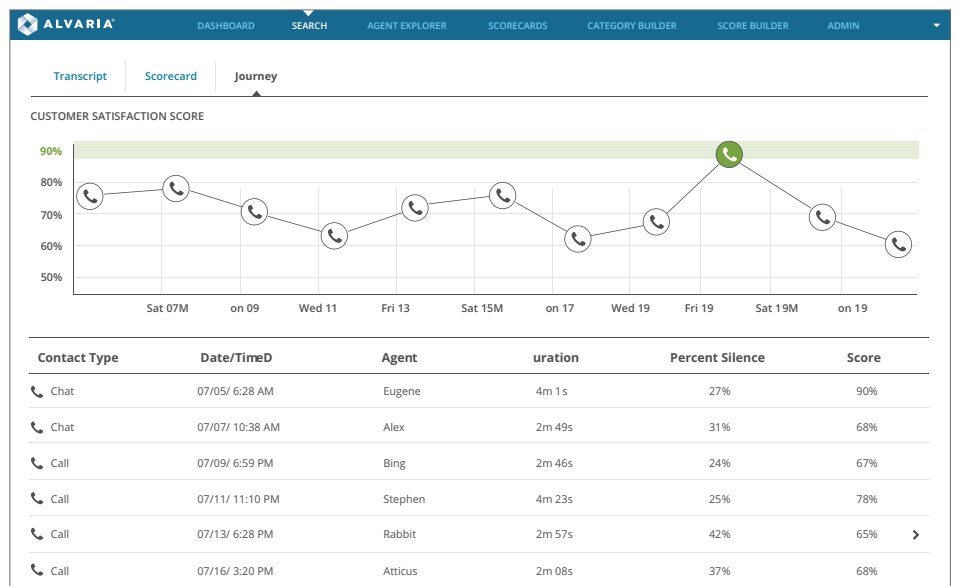 ALVARIA® DASHBOARD SEARCH AGENT EXPLORER SCORECARDS CATEGORY BUILDER SCORE BUILDER ADMIN
Transcript Scorecard Journey
CUSTOMER SATISFACTION SCORE
90%
80%
70%
60%
50%
Sat 07M on 09 Wed 11 Fri 13 Sat 15M on 17 Wed 19 Fri 19 Sat 19M on 19
Contact Type Date/TimeD Agent uration Percent Silence Score
Chat 07/05/ 6:28 AM Eugene 4m 1s 27% 90%
Chat 07/07/ 10:38 AM Alex 2m 49s 31% 68%
Call 07/09/ 6:59 PM Bing 2m 46s 24% 67%
Call 07/11/ 11:10 PM Stephen 4m 23s 25% 78%
Call 07/13/ 6:28 PM Rabbit 2m 57s 42% 65%
Call 07/16/ 3:20 PM Atticus 2m 08s 37% 68%